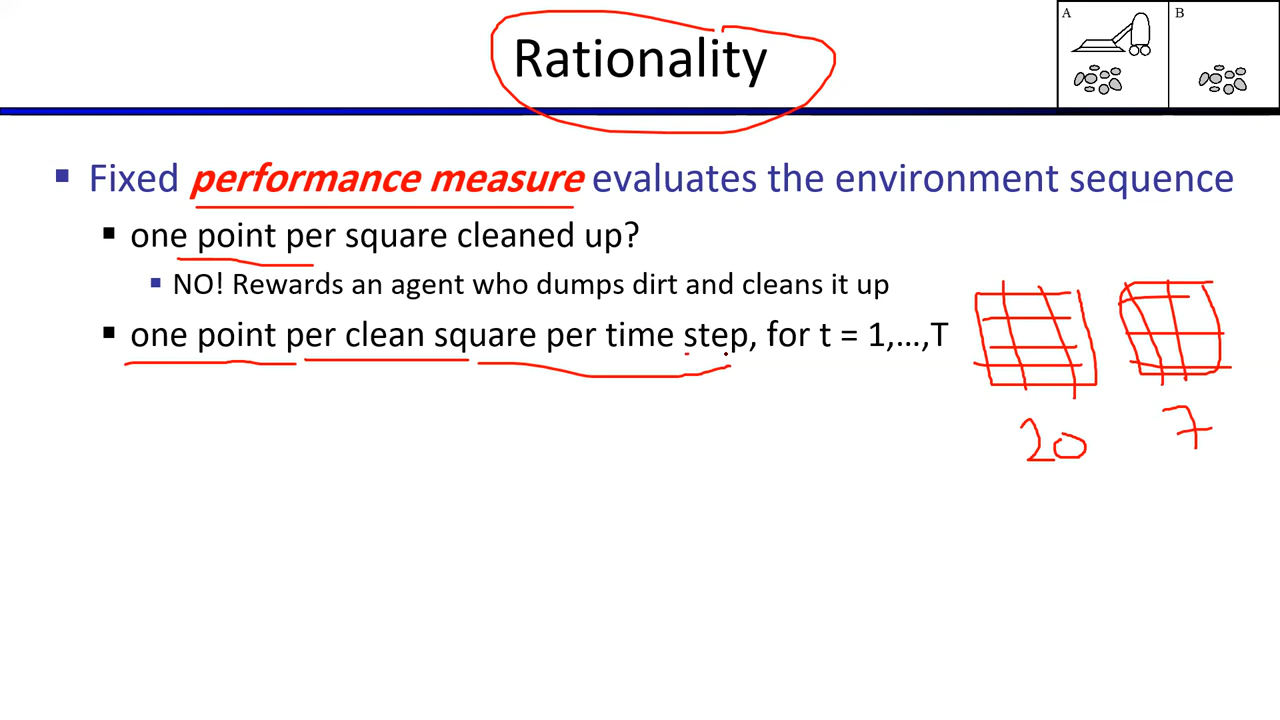 A B
Rationality
Fixed performance measure evaluates the environment sequence
one point per square cleaned up?
NO! Rewards an agent who dumps dirt and cleans it up
one point per clean square per time step, for t = 1,...,T
20 7